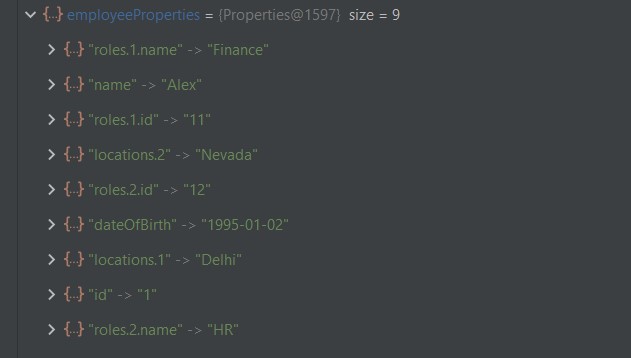 {...} employeeProperties = {Properties@1597} size = 9
{...} "roles.1.name" -> "Finance"
{...} "name" -> "Alex"
{...} "roles.1.id" -> "11"
{...} "locations.2" -> "Nevada"
{...} "roles.2.id" -> "12"
{...} "dateOfBirth" -> "1995-01-02"
{...} "locations.1" -> "Delhi"
{...} "id" -> "1"
{...} "roles.2.name" -> "HR"